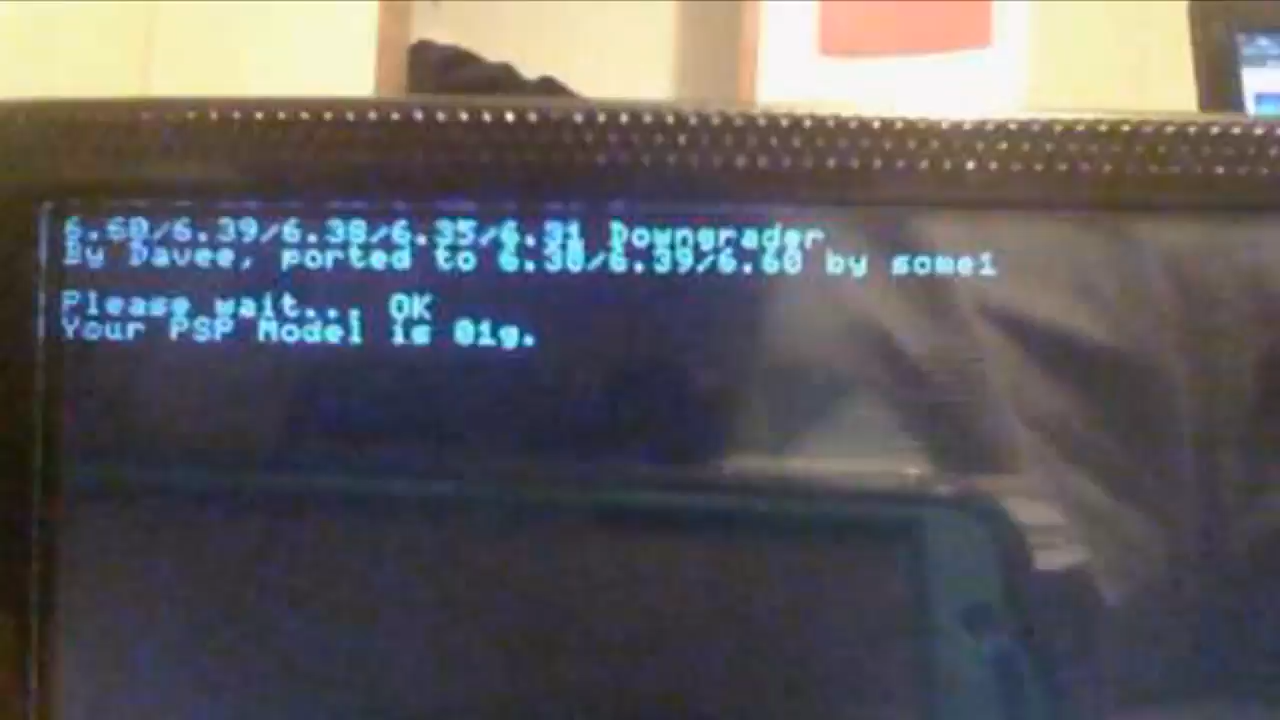 6.60/6.39/6.38/6.35/6.31 Downgrader
By Davee, ported to 6.38/6.39/6.60 by some1
Please wait... OK
Your PSP Model is 01g.